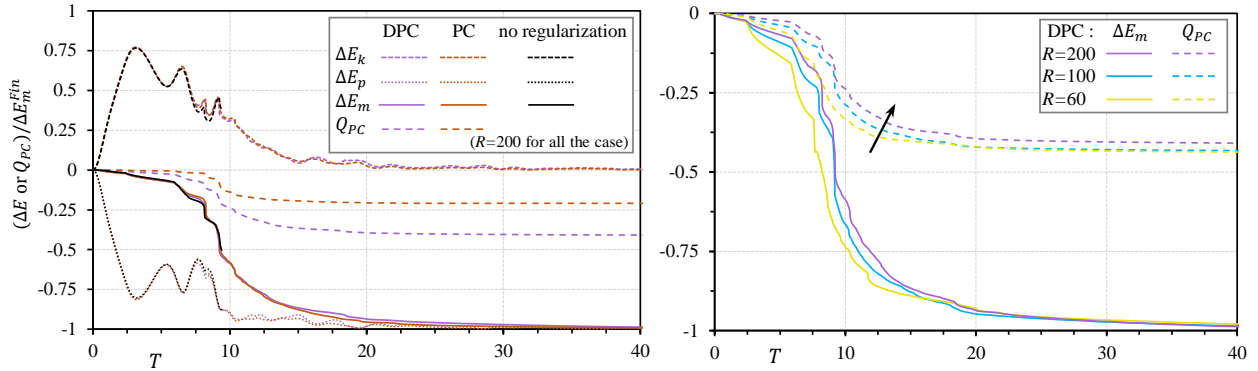 DPC PC no regularization
ΔE_k
ΔE_p
ΔE_m
Q_PC
(R=200 for all the case)
(ΔE or Q_PC)/ΔE_m^Fin
1
0.75
0.5
0.25
0
-0.25
-0.5
-0.75
-1
0 10 20 30 40
T
DPC : ΔE_m Q_PC
R=200
R=100
R=60
0
-0.25
-0.5
-0.75
-1
0 10 20 30 40
T